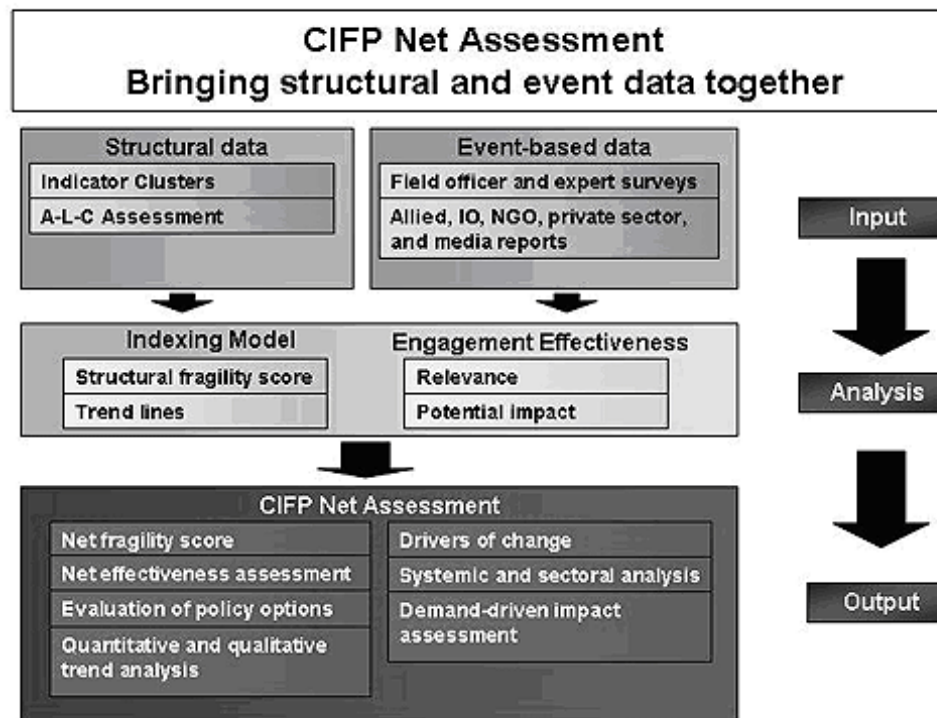 CIFP Net Assessment
Bringing structural and event data together
Structural data
Indicator Clusters
A-L-C Assessment
Event-based data
Field officer and expert surveys
Allied, IO, NGO, private sector,
and media reports
Input
Indexing Model
Structural fragility score
Trend lines
Engagement Effectiveness
Relevance
Potential impact
Analysis
CIFP Net Assessment
Net fragility score
Net effectiveness assessment
Evaluation of policy options
Quantitative and qualitative
trend analysis
Drivers of change
Systemic and sectoral analysis
Demand-driven impact
assessment
Output